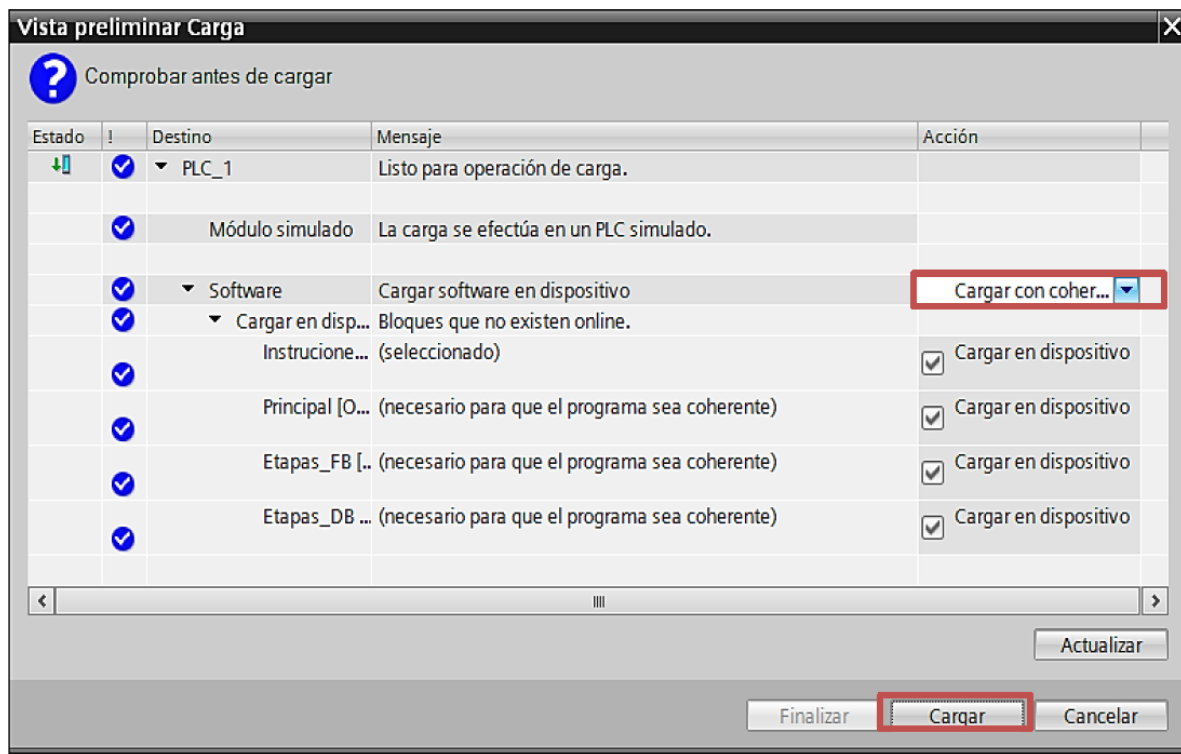 Vista preliminar Carga
Comprobar antes de cargar
Estado ! Destino Mensaje Acción
PLC_1 Listo para operación de carga.
Módulo simulado La carga se efectúa en un PLC simulado.
Software Cargar software en dispositivo Cargar con coher...
Cargar en disp... Bloques que no existen online.
Instrucione... (seleccionado) Cargar en dispositivo
Principal [O... (necesario para que el programa sea coherente) Cargar en dispositivo
Etapas_FB [.. (necesario para que el programa sea coherente) Cargar en dispositivo
Etapas_DB ... (necesario para que el programa sea coherente) Cargar en dispositivo
Actualizar
Finalizar Cargar Cancelar